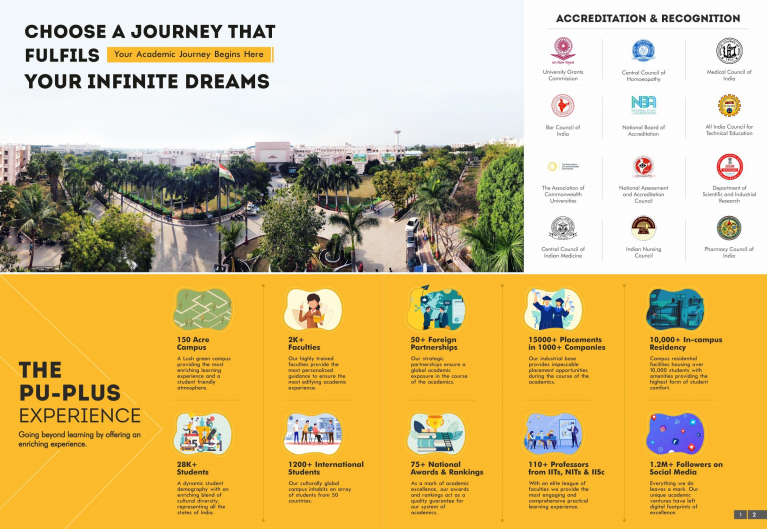 CHOOSE A JOURNEY THAT
FULFILS Your Academic Journey Begins Here
YOUR INFINITE DREAMS
ACCREDITATION & RECOGNITION
University Grants
Commission
Central Council of
Homoeopathy
Medical Council of
India
Bar Council of
India
NBA
National Board of
Accreditation
All India Council for
Technical Education
The Association of
Commonwealth
Universities
National Assessment
and Accreditation
Council
Department of
Scientific and Industrial
Research
Central Council of
Indian Medicine
Indian Nursing
Council
Pharmacy Council of
India
THE
PU-PLUS
EXPERIENCE
Going beyond learning by offering an
enriching experience.
150 Acre
Campus
A Lush green campus
providing the most
enriching learning
experience and a
student friendly
atmosphere.
2K+
Faculties
Our highly trained
faculties provide the
most personalized
guidance to ensure the
most edifying academic
experience.
50+ Foreign
Partnerships
Our strategic
partnerships ensure a
global academic
exposure in the course
of the academics.
15000+ Placements
in 1000+ Companies
Our industrial base
provides impeccable
placement opportunities
during the course of the
academics.
10,000+ In-campus
Residency
Campus residential
facilities housing over
10,000 students with
amenities providing the
highest form of student
comfort.
28K+
Students
A dynamic student
demography with an
enriching blend of
cultural diversity,
representing all the
states of India.
1200+ International
Students
Our culturally global
campus inhabits an array
of students from 50
countries.
75+ National
Awards & Rankings
As a mark of academic
excellence, our awards
and rankings act as a
quality guarantee for
our system of
academics.
110+ Professors
from IITs, NITs & IISc
With an elite league of
faculties we provide the
most engaging and
comprehensive practical
learning experience.
1.2M+ Followers on
Social Media
Everything we do
leaves a mark. Our
unique academic
ventures have left
digital footprints of
excellence.
1 2